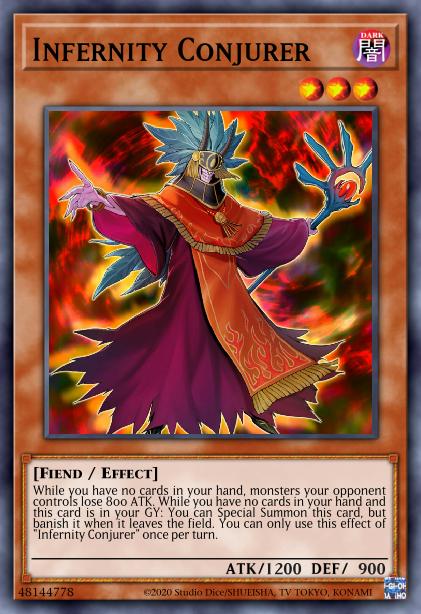 INFERNITY CONJURER
DARK
闇
[FIEND / EFFECT]
While you have no cards in your hand, monsters your opponent
controls lose 800 ATK. While you have no cards in your hand and
this card is in your GY: You can Special Summon this card, but
banish it when it leaves the field. You can only use this effect of
"Infernity Conjurer" once per turn.
ATK/1200 DEF/ 900
48144778 ©2020 Studio Dice/SHUEISHA, TV TOKYO, KONAMI